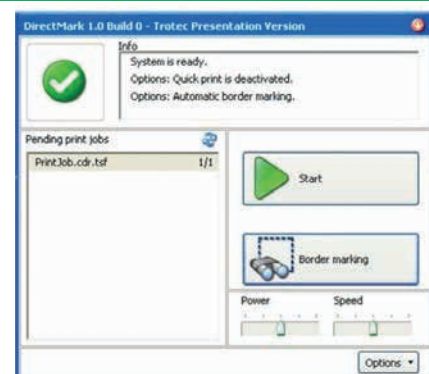 DirectMark 1.0 Build 0 - Trotec Presentation Version
Info
System is ready.
Options: Quick print is deactivated.
Options: Automatic border marking.
Pending print jobs
PrintJob.cdr.tsf 1/1
Start
Border marking
Power Speed
Options